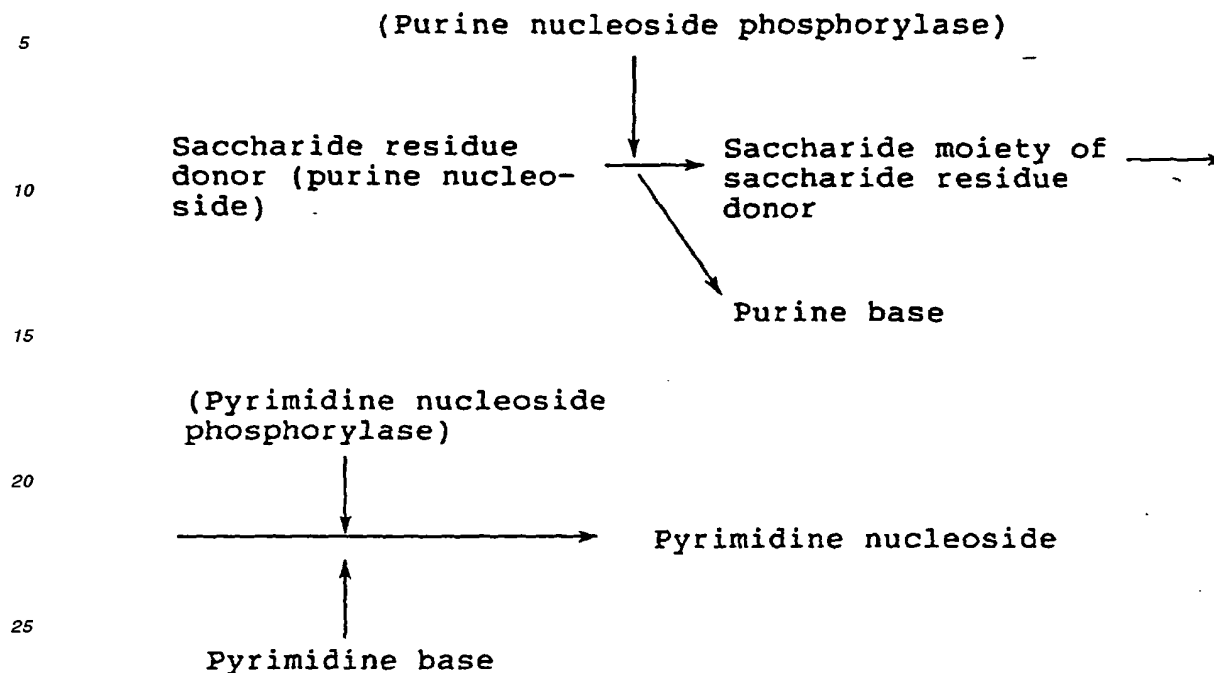 5
(Purine nucleoside phosphorylase)
Saccharide residue
donor (purine nucleo-
side)
Saccharide moiety of
saccharide residue
donor
10
Purine base
15
(Pyrimidine nucleoside
phosphorylase)
20
Pyrimidine nucleoside
25
Pyrimidine base